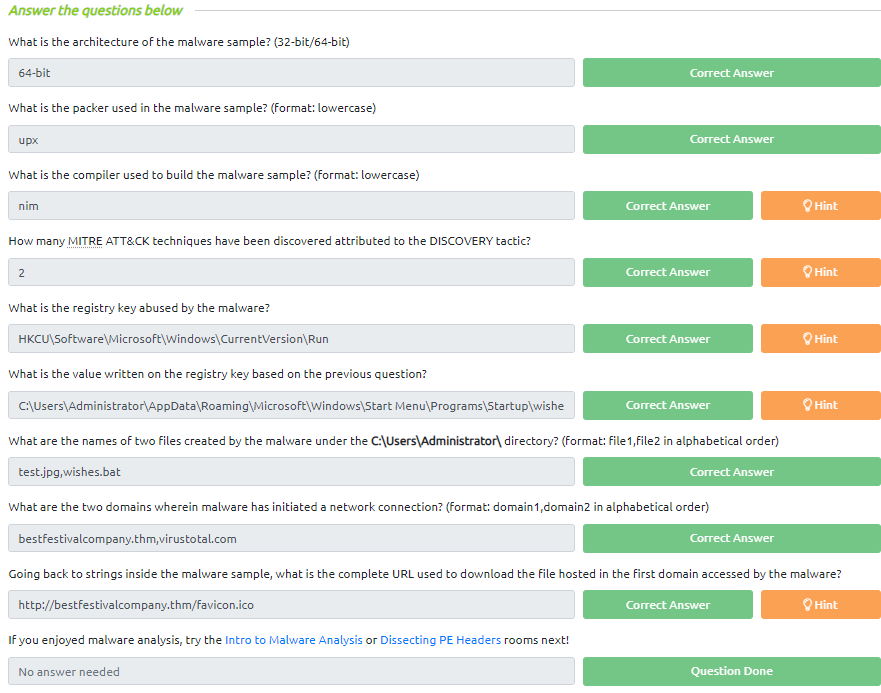 Answer the questions below
What is the architecture of the malware sample? (32-bit/64-bit)
64-bit
Correct Answer
What is the packer used in the malware sample? (format: lowercase)
upx
Correct Answer
What is the compiler used to build the malware sample? (format: lowercase)
nim
Correct Answer
Hint
How many MITRE ATT&CK techniques have been discovered attributed to the DISCOVERY tactic?
2
Correct Answer
Hint
What is the registry key abused by the malware?
HKCU\Software\Microsoft\Windows\CurrentVersion\Run
Correct Answer
Hint
What is the value written on the registry key based on the previous question?
C:\Users\Administrator\AppData\Roaming\Microsoft\Windows\Start Menu\Programs\Startup\wishe
Correct Answer
Hint
What are the names of two files created by the malware under the C:\Users\Administrator\ directory? (format: file1,file2 in alphabetical order)
test.jpg,wishes.bat
Correct Answer
What are the two domains wherein malware has initiated a network connection? (format: domain1,domain2 in alphabetical order)
bestfestivalcompany.thm,virustotal.com
Correct Answer
Going back to strings inside the malware sample, what is the complete URL used to download the file hosted in the first domain accessed by the malware?
http://bestfestivalcompany.thm/favicon.ico
Correct Answer
Hint
If you enjoyed malware analysis, try the Intro to Malware Analysis or Dissecting PE Headers rooms next!
No answer needed
Question Done